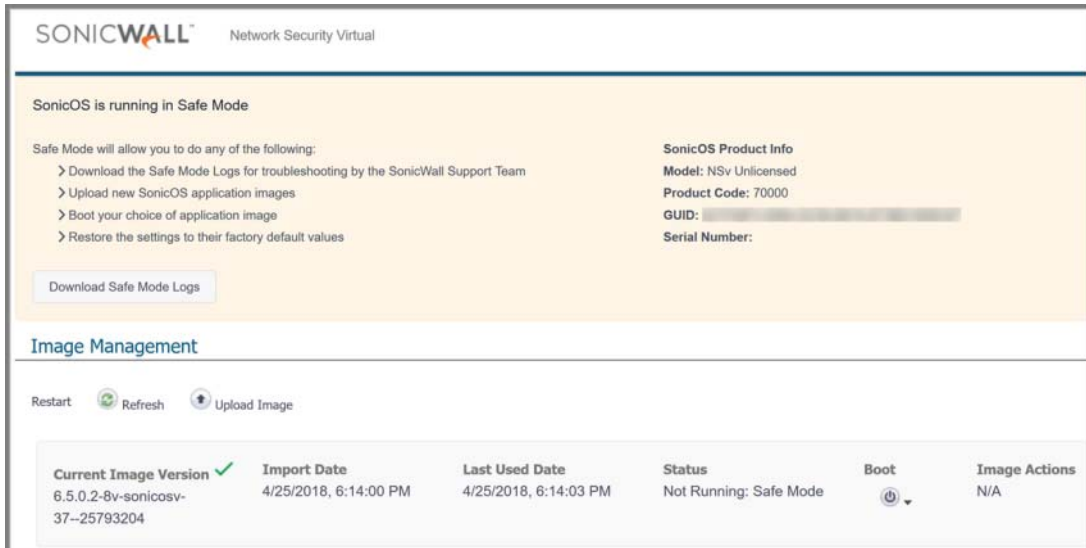 SONICWALL™ Network Security Virtual
SonicOS is running in Safe Mode
Safe Mode will allow you to do any of the following:
Download the Safe Mode Logs for troubleshooting by the SonicWall Support Team
Upload new SonicOS application images
Boot your choice of application image
Restore the settings to their factory default values
Download Safe Mode Logs
SonicOS Product Info
Model: NSv Unlicensed
Product Code: 70000
GUID:
Serial Number:
Image Management
Restart Refresh Upload Image
Current Image Version Import Date Last Used Date Status Boot Image Actions
6.5.0.2-8v-sonicosv- 4/25/2018, 6:14:00 PM 4/25/2018, 6:14:03 PM Not Running: Safe Mode N/A
37--25793204